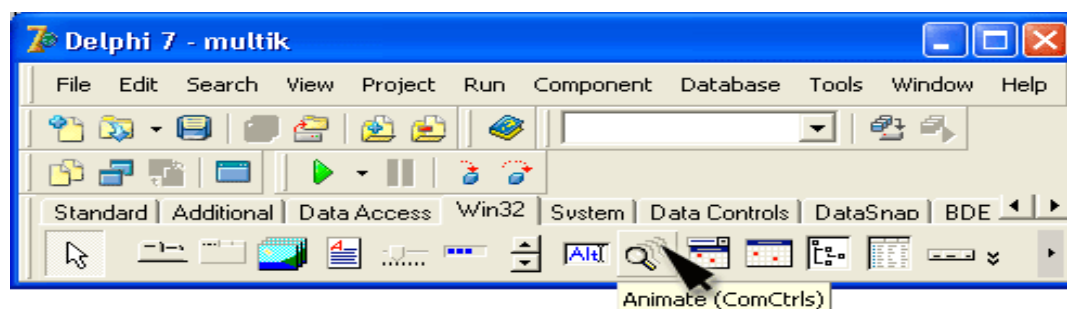 Delphi 7 - multik
File Edit Search View Project Run Component Database Tools Window Help
Standard Additional Data Access Win32 System Data Controls DataSnap BDE
Animate (ComCtrls)